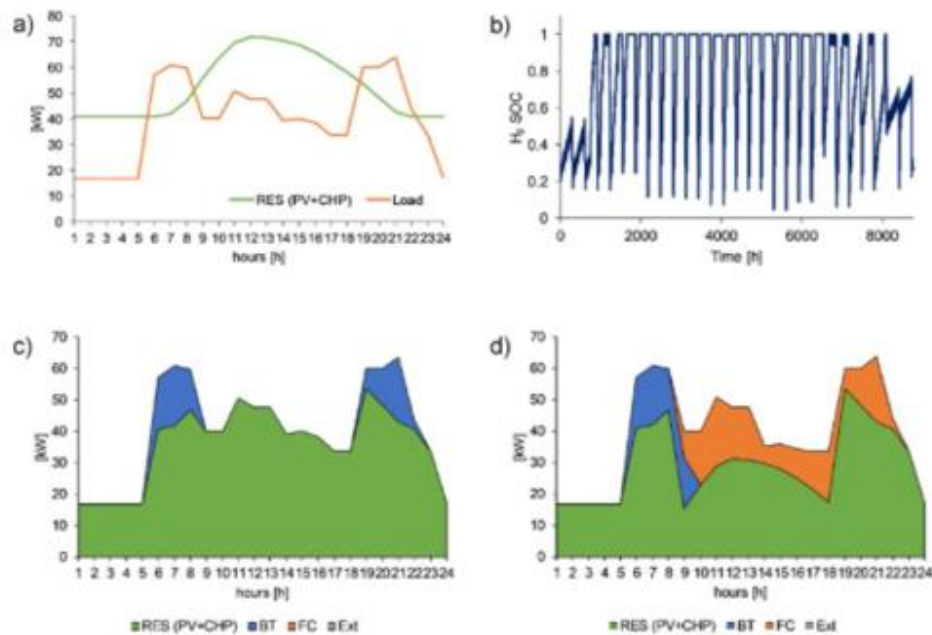 a)
80
70
60
50
40
30
20
10
0
[kW]
RES (PV+CHP) Load
1 2 3 4 5 6 7 8 9 10 11 12 13 14 15 16 17 18 19 20 21 22 23 24
hours [h]
b)
1
0.8
0.6
0.4
0.2
0
H₂ SOC
0 2000 4000 6000 8000
Time [h]
c)
70
60
50
40
30
20
10
0
[kW]
1 2 3 4 5 6 7 8 9 10 11 12 13 14 15 16 17 18 19 20 21 22 23 24
hours [h]
RES (PV+CHP) BT FC Ext
d)
70
60
50
40
30
20
10
0
[kW]
1 2 3 4 5 6 7 8 9 10 11 12 13 14 15 16 17 18 19 20 21 22 23 24
hours [h]
RES (PV+CHP) BT FC Ext